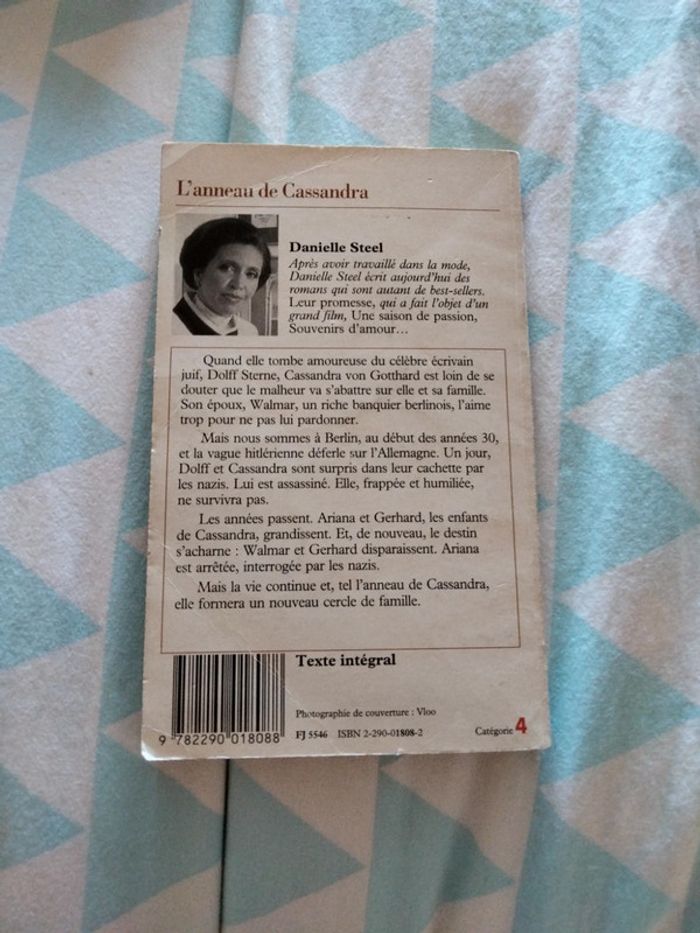 L'anneau de Cassandra
Danielle Steel
Après avoir travaillé dans la mode,
Danielle Steel écrit aujourd'hui des
romans qui sont autant de best-sellers.
Leur promesse, qui a fait l'objet d'un
grand film, Une saison de passion,
Souvenirs d'amour...
Quand elle tombe amoureuse du célèbre écrivain
juif, Dolff Sterne, Cassandra von Gotthard est loin de se
douter que le malheur va s'abattre sur elle et sa famille.
Son époux, Walmar, un riche banquier berlinois, l'aime
trop pour ne pas lui pardonner.
Mais nous sommes à Berlin, au début des années 30,
et la vague hitlérienne déferle sur l'Allemagne. Un jour,
Dolff et Cassandra sont surpris dans leur cachette par
les nazis. Lui est assassiné. Elle, frappée et humiliée,
ne survivra pas.
Les années passent. Ariana et Gerhard, les enfants
de Cassandra, grandissent. Et, de nouveau, le destin
s'acharne : Walmar et Gerhard disparaissent. Ariana
est arrêtée, interrogée par les nazis.
Mais la vie continue et, tel l'anneau de Cassandra,
elle formera un nouveau cercle de famille.
Texte intégral
Photographie de couverture : Vloo
9 782290 018088
FJ 5546 ISBN 2-290-01808-2
Catégorie 4